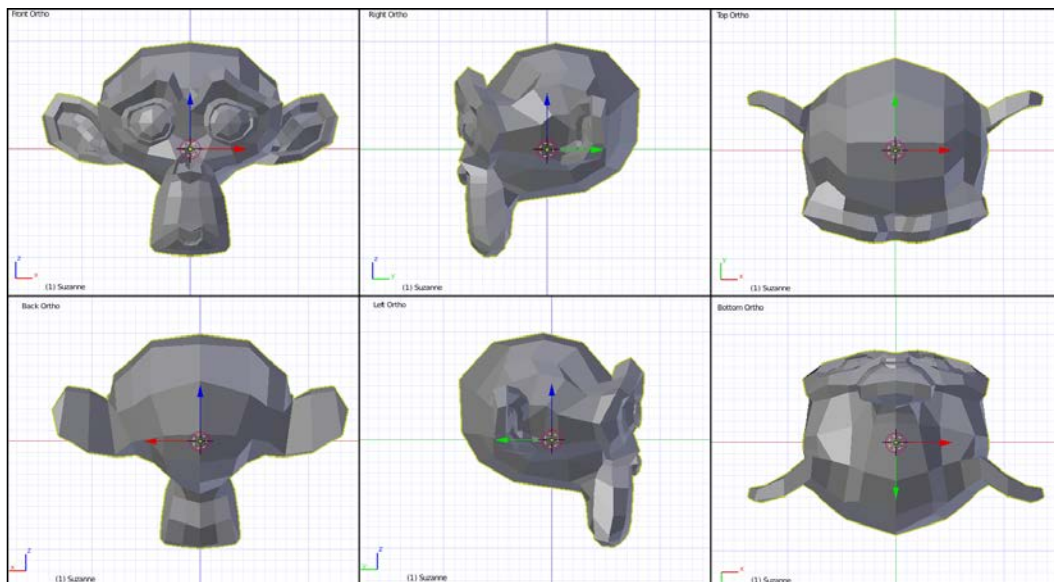 Front Ortho
Right Ortho
Top Ortho
z
x
(1) Suzanne
z
y
(1) Suzanne
y
x
(1) Suzanne
Back Ortho
Left Ortho
Bottom Ortho
x
z
(1) Suzanne
y
z
(1) Suzanne
x
(1) Suzanne